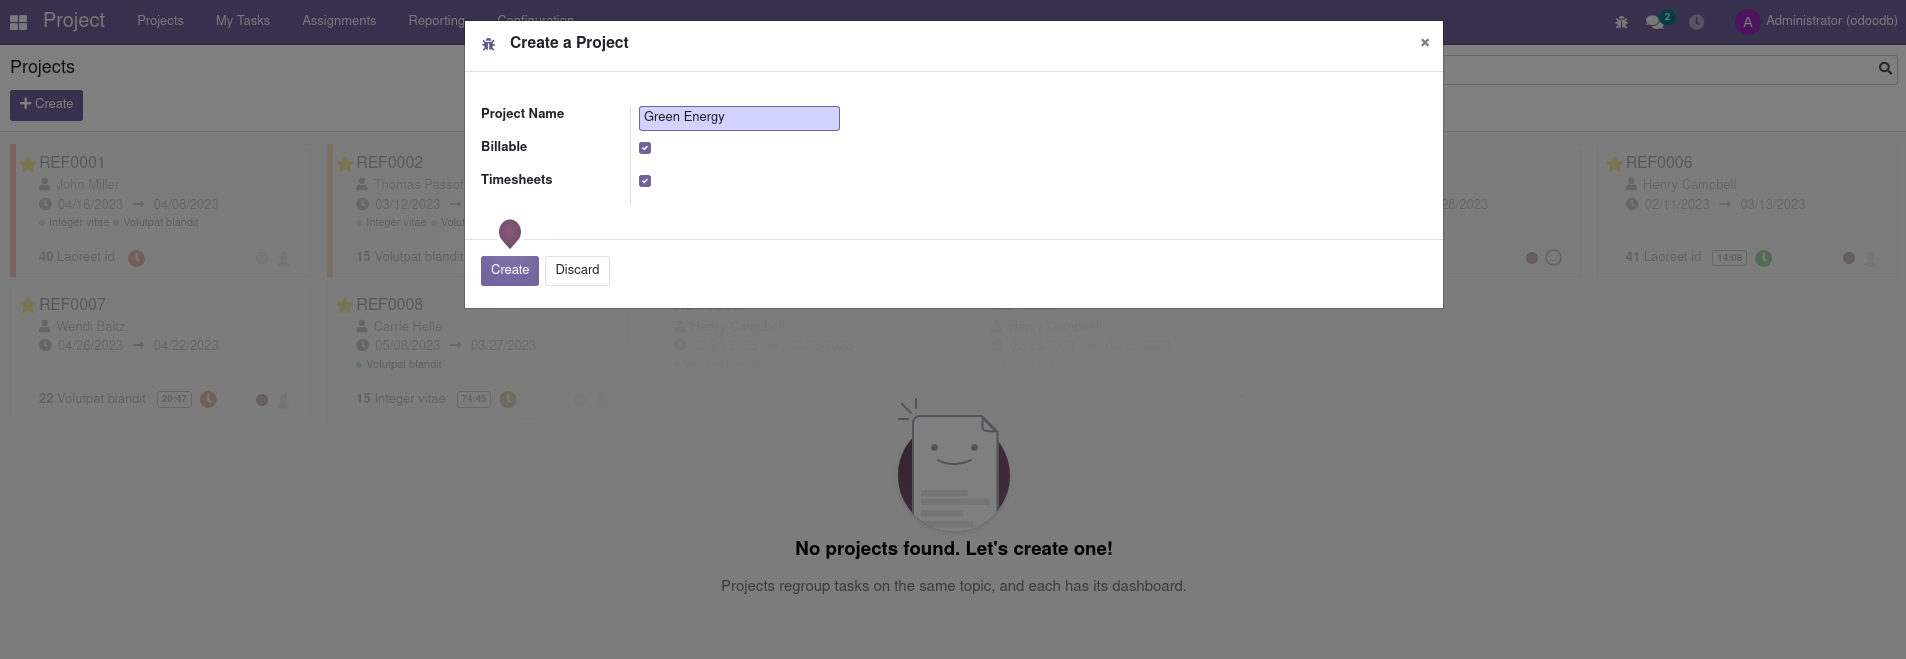 Project Projects My Tasks Assignments Reporting Configuration 2 A Administrator (odoodb)
Create a Project ×
Projects
Create
Project Name Green Energy
Billable
Timesheets
Create Discard
REF0001
John Miller
04/16/2023 → 04/08/2023
Integer vitae Volutpat blandit
40 Laoreet id
REF0002
Thomas Passot
03/12/2023 →
Integer vitae
15 Volutpat blandit
28/2023
REF0006
Henry Campbell
02/11/2023 → 03/13/2023
41 Laoreet id 14:08
REF0007
Wendi Baltz
04/26/2023 → 04/22/2023
22 Volutpat blandit 20:47
REF0008
Carrie Helle
05/08/2023 → 03/27/2023
Volutpat blandit
15 Integer vitae 74:45
Henry Campbell
Henry Campbell
No projects found. Let's create one!
Projects regroup tasks on the same topic, and each has its dashboard.